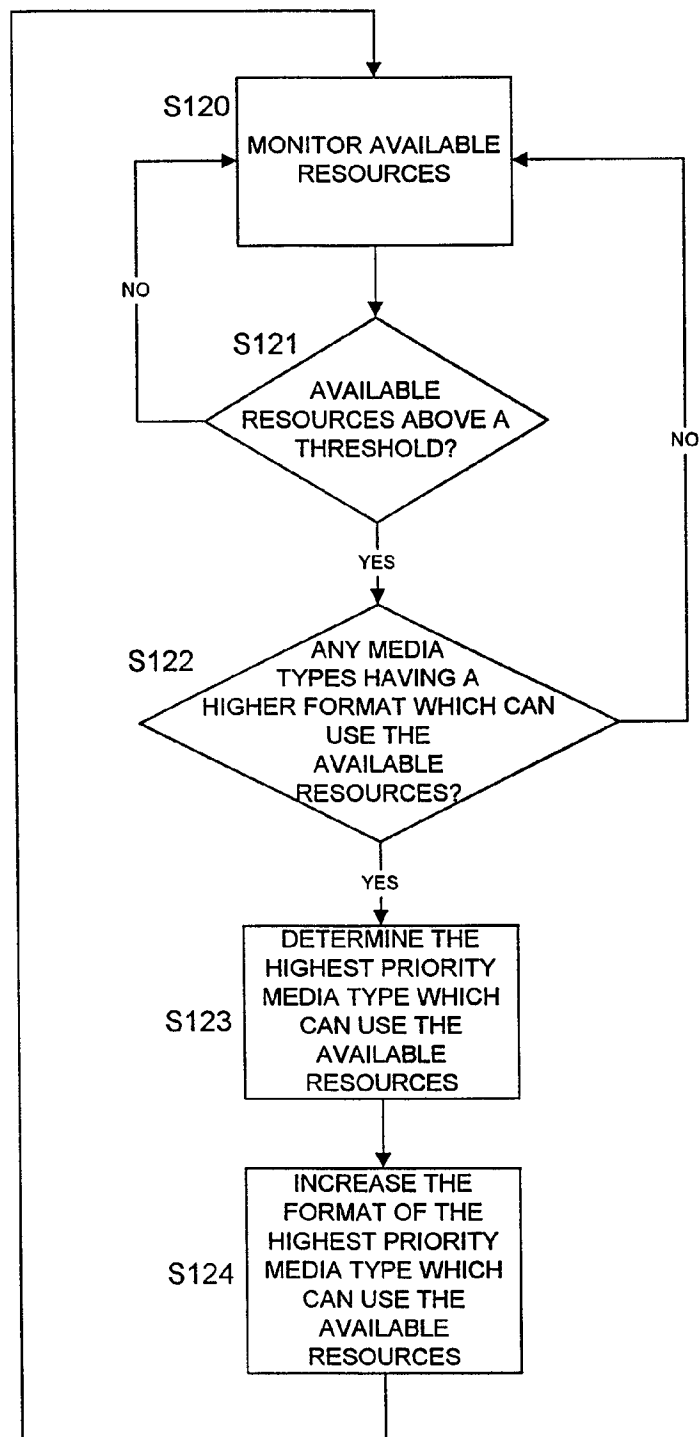 S120
MONITOR AVAILABLE
RESOURCES
NO
S121
AVAILABLE
RESOURCES ABOVE A
THRESHOLD?
NO
YES
S122
ANY MEDIA
TYPES HAVING A
HIGHER FORMAT WHICH CAN
USE THE
AVAILABLE
RESOURCES?
YES
S123
DETERMINE THE
HIGHEST PRIORITY
MEDIA TYPE WHICH
CAN USE THE
AVAILABLE
RESOURCES
S124
INCREASE THE
FORMAT OF THE
HIGHEST PRIORITY
MEDIA TYPE WHICH
CAN USE THE
AVAILABLE
RESOURCES